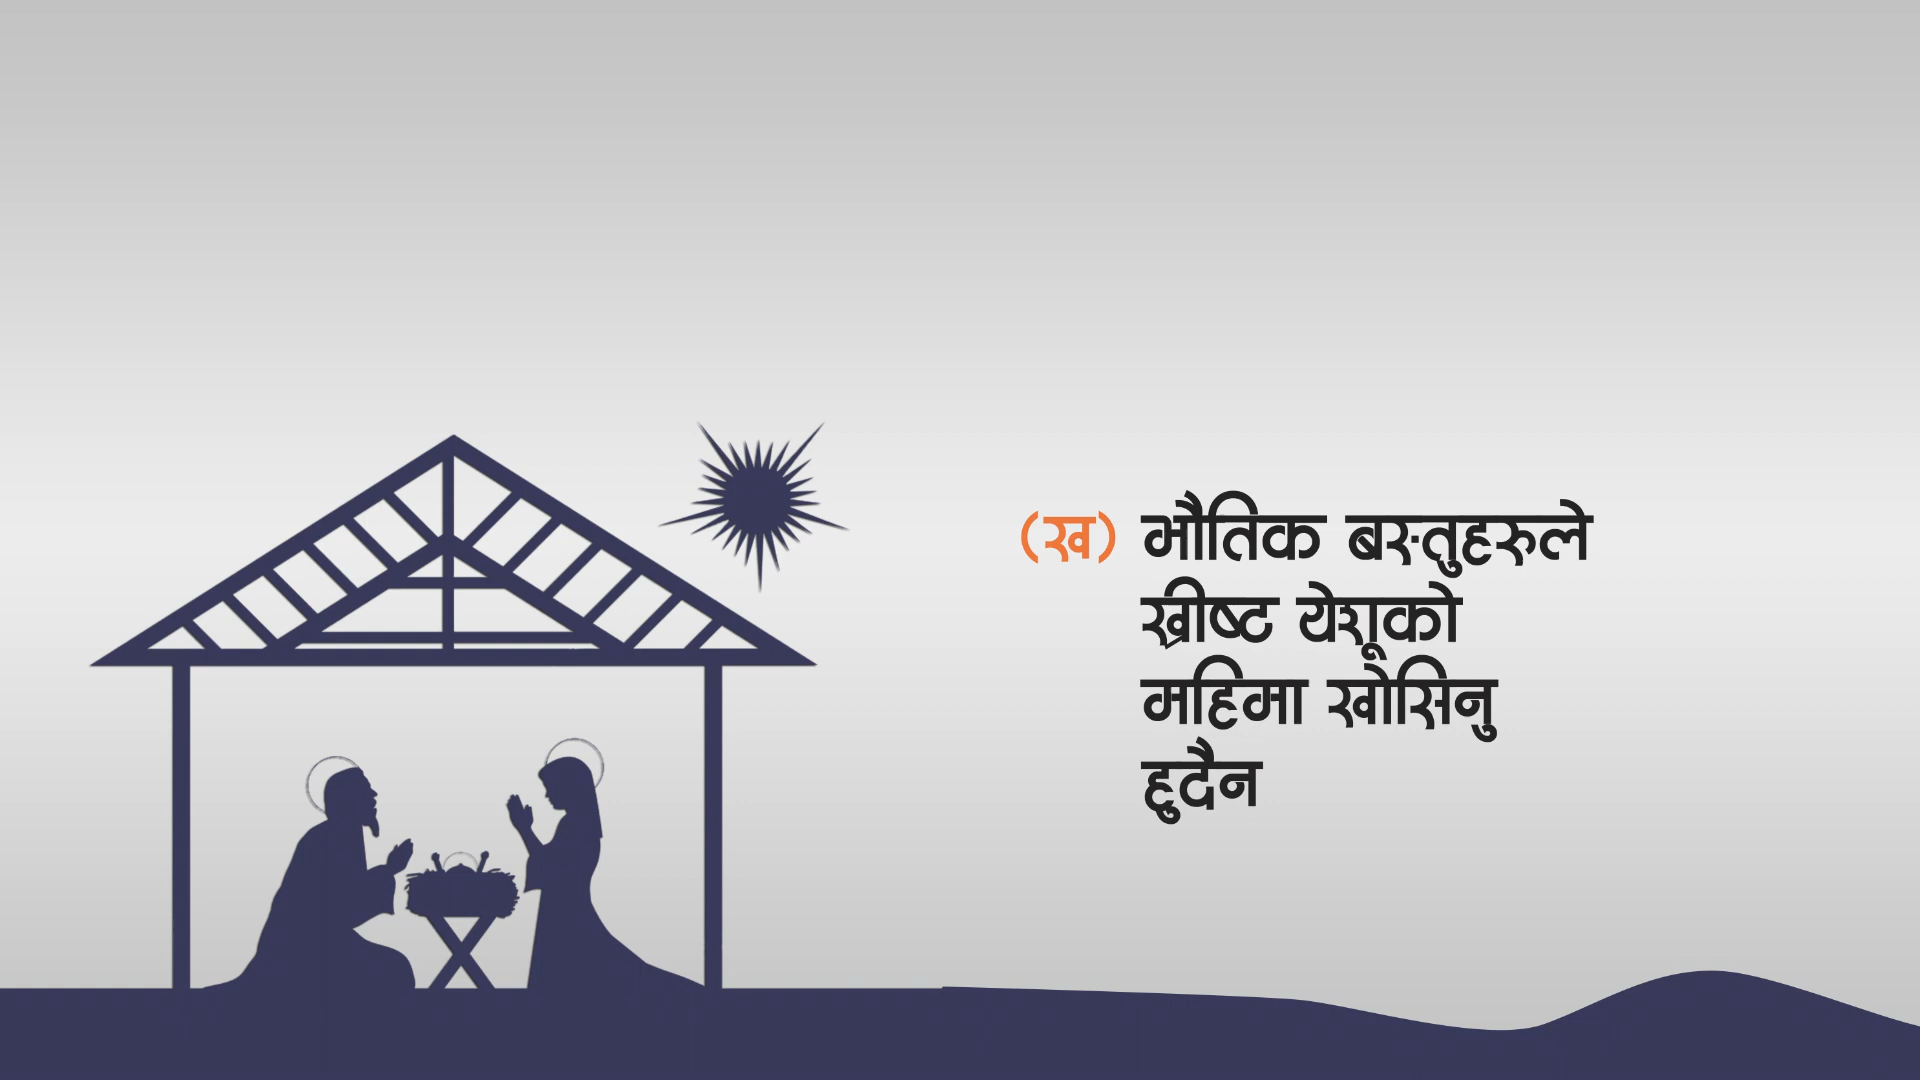 (ख) भौतिक बस्तुहरुले
ख्रीष्ट येशूको
महिमा खोसिनु
हुदैन